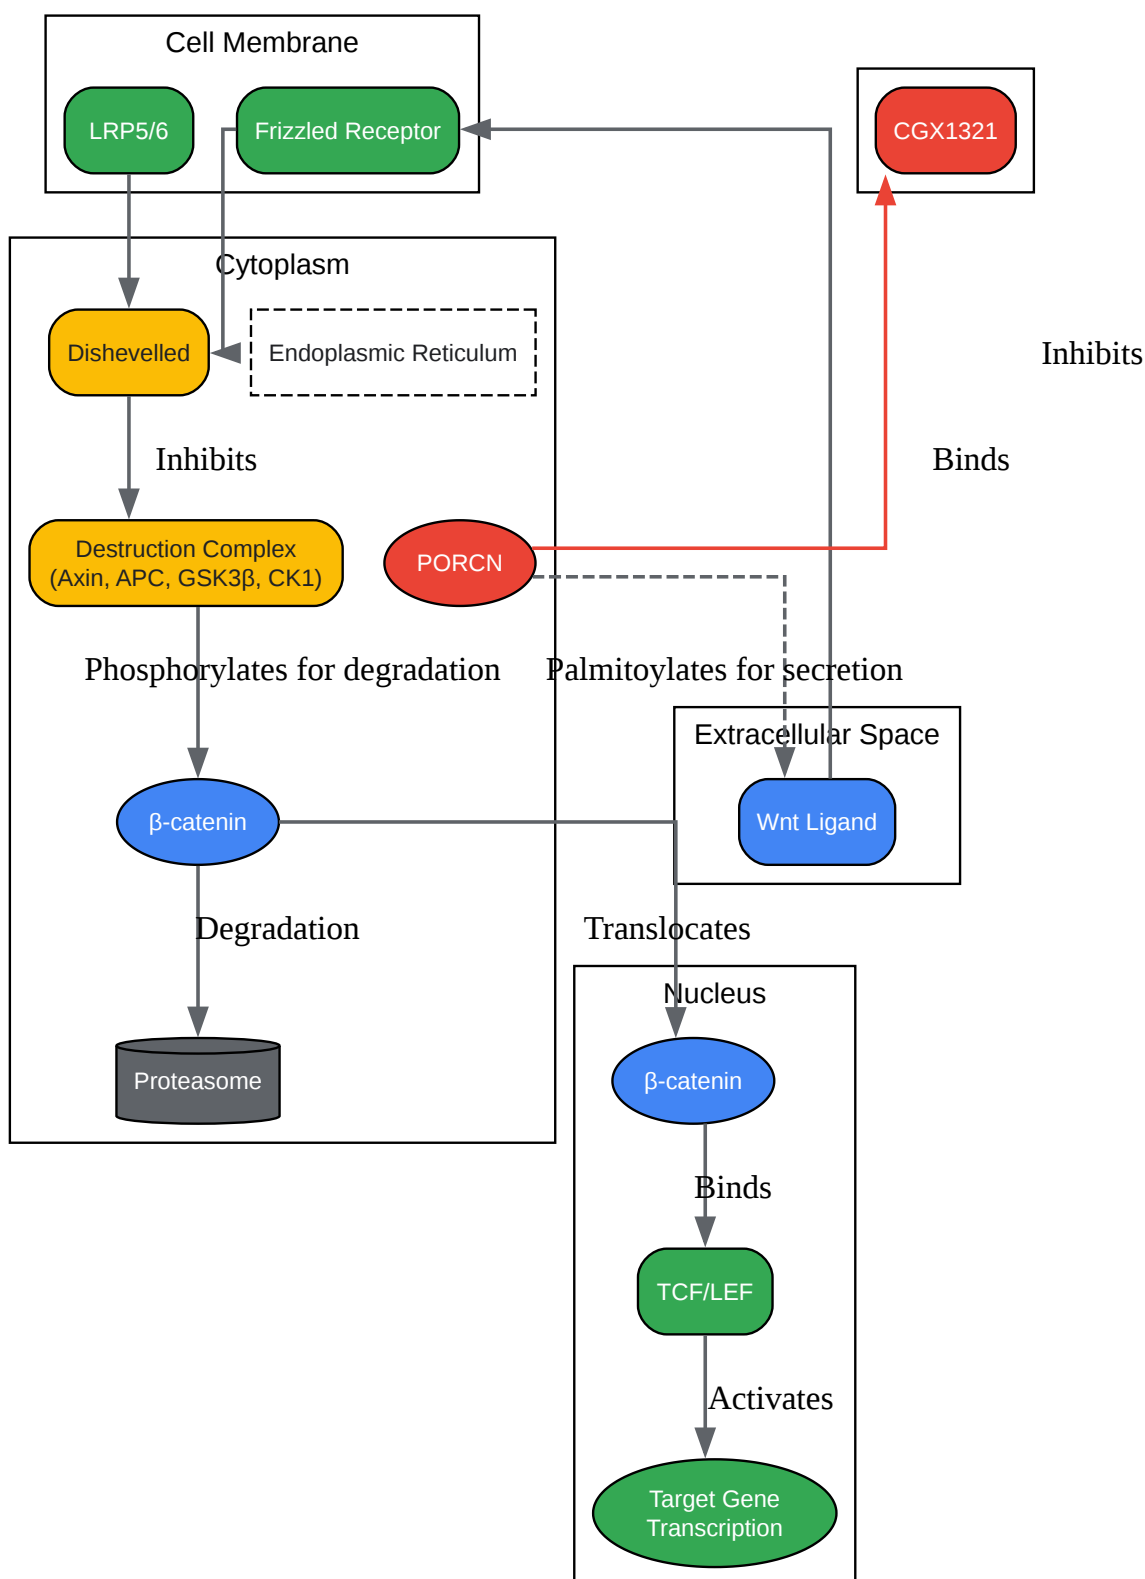 Cell Membrane
LRP5/6
Frizzled Receptor
CGX1321
Cytoplasm
Dishevelled
Endoplasmic Reticulum
Inhibits
Inhibits
Binds
Destruction Complex
(Axin, APC, GSK3β, CK1)
PORCN
Phosphorylates for degradation
Palmitoylates for secretion
Extracellular Space
β-catenin
Wnt Ligand
Degradation
Translocates
Nucleus
Proteasome
β-catenin
Binds
TCF/LEF
Activates
Target Gene
Transcription